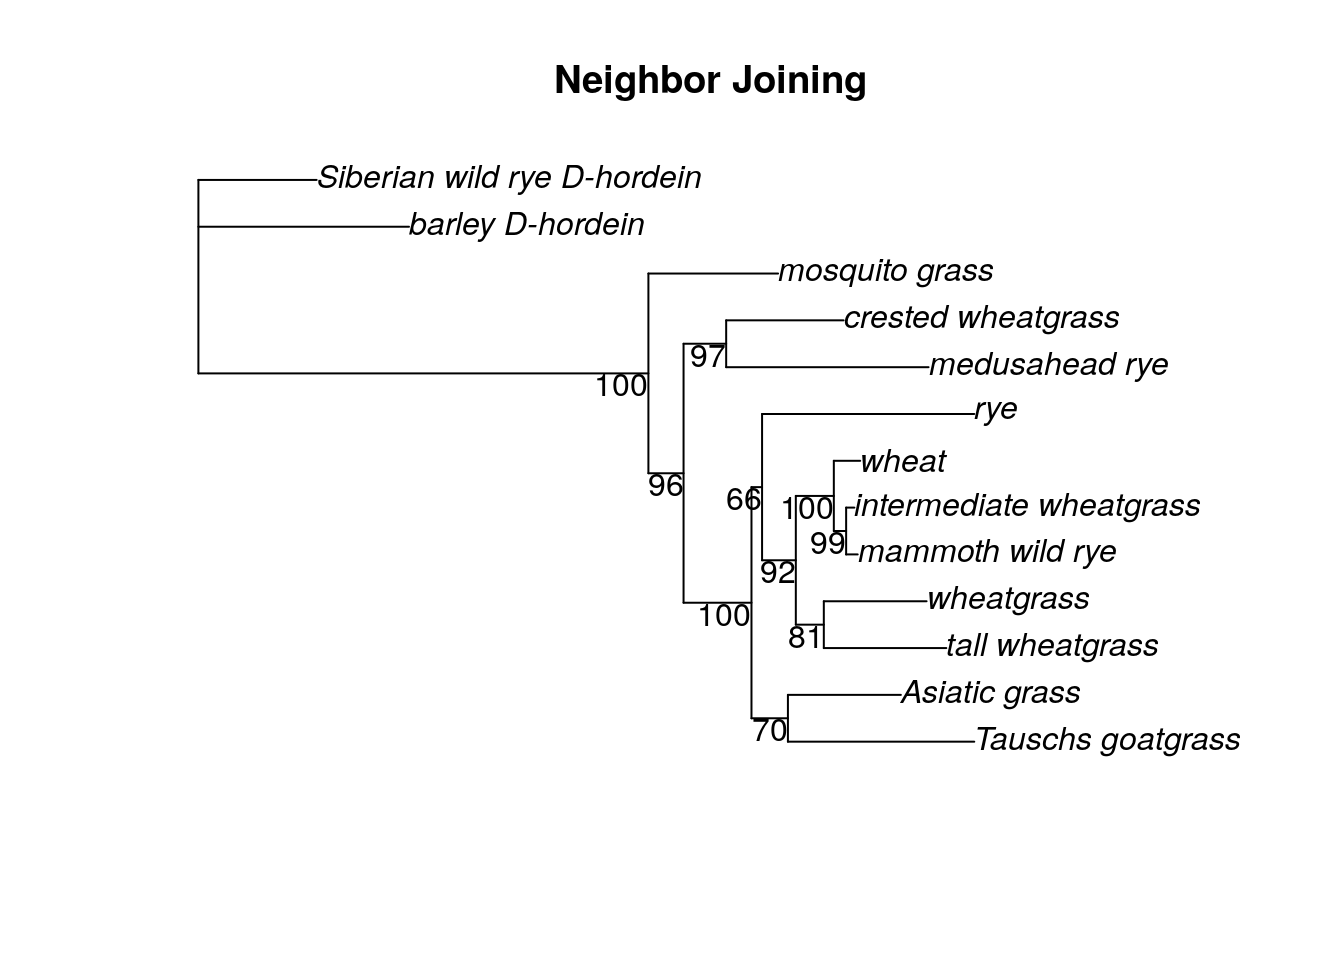 Neighbor Joining
Siberian wild rye D-hordein
barley D-hordein
mosquito grass
crested wheatgrass
97
medusahead rye
100
rye
wheat
96
66
100
intermediate wheatgrass
99
mammoth wild rye
92
wheatgrass
100
81
tall wheatgrass
Asiatic grass
70
Tauschs goatgrass